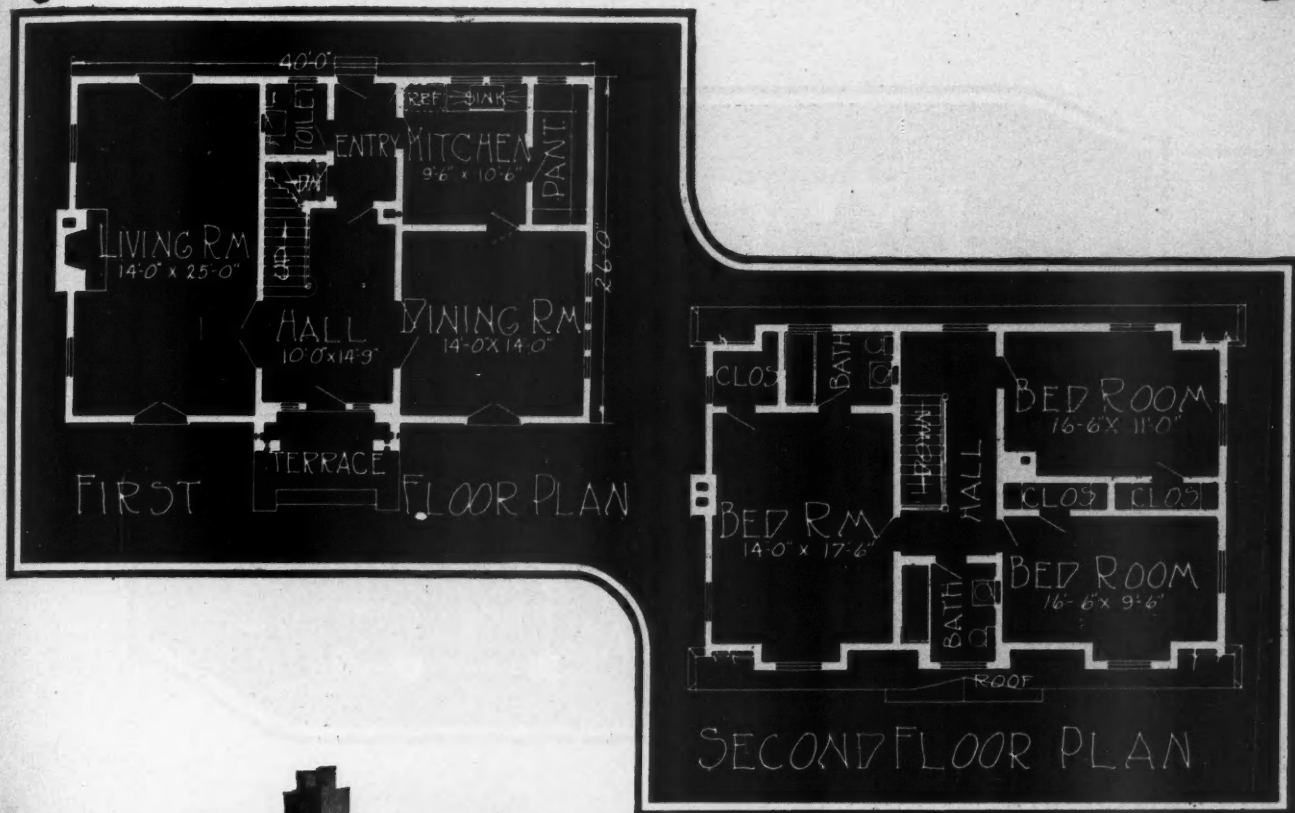 40'-0"
TOILET
ENTRY
REF
SINK
KITCHEN
9'-6" x 10'-6"
PANT
DN
UP
LIVING RM
14'-0" x 25'-0"
HALL
10'-0" x 14'-9"
DINING RM
14'-0" x 14'-0"
26'-0"
TERRACE
FIRST FLOOR PLAN
CLOS
BATH
BED ROOM
16'-6" x 11'-0"
DOWN
HALL
CLOS
CLOS
BED RM
14'-0" x 17'-6"
BED ROOM
16'-6" x 9'-6"
BATH
ROOF
SECOND FLOOR PLAN